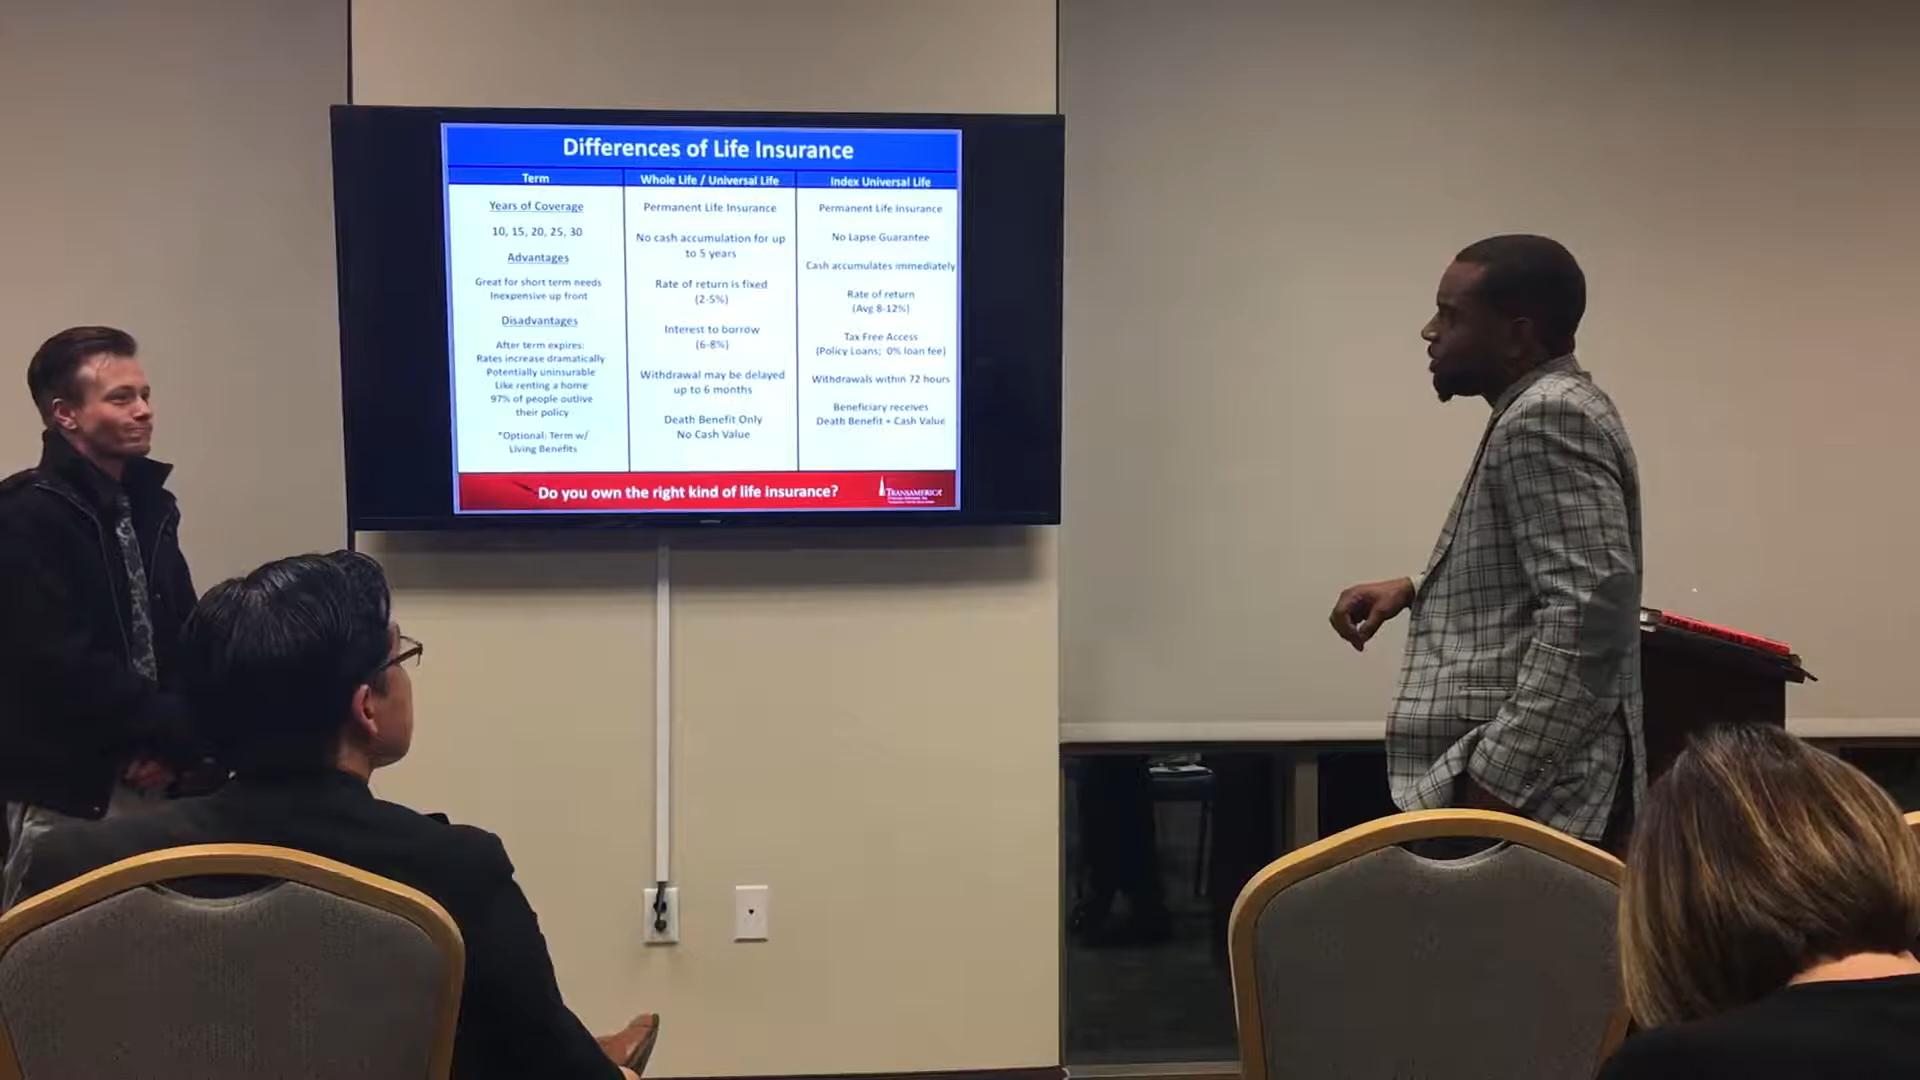 Differences of Life Insurance
Term
Years of Coverage
10, 15, 20, 25, 30
Advantages
Great for short term needs
Inexpensive up front
Disadvantages
After term expires:
Rates increase dramatically
Potentially uninsurable
Like renting a home
97% of people outlive
their policy
*Optional: Term w/
Living Benefits
Whole Life / Universal Life
Permanent Life Insurance
No cash accumulation for up
to 5 years
Rate of return is fixed
(2-5%)
Interest to borrow
(6-8%)
Withdrawal may be delayed
up to 6 months
Death Benefit Only
No Cash Value
Index Universal Life
Permanent Life Insurance
No Lapse Guarantee
Cash accumulates immediately
Rate of return
(Avg 8-12%)
Tax Free Access
(Policy Loans; 0% loan fee)
Withdrawals within 72 hours
Beneficiary receives
Death Benefit + Cash Value
Do you own the right kind of life insurance?
TRANSAMERICA